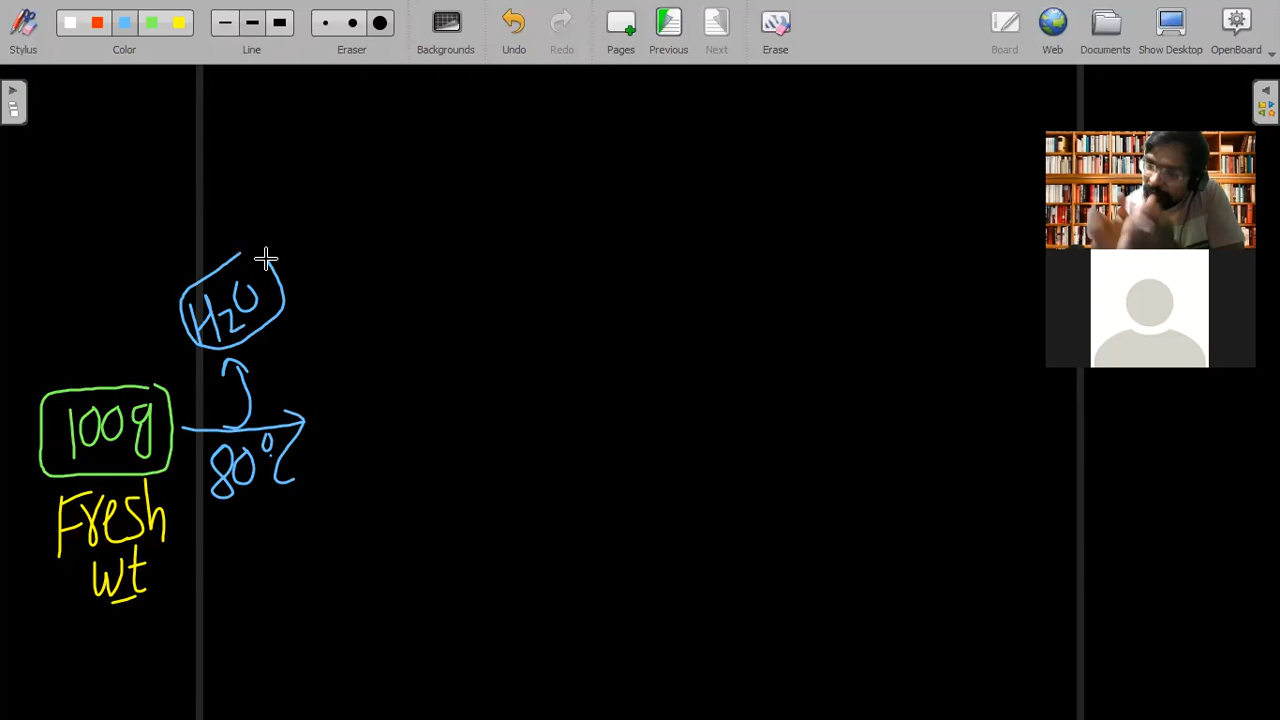 Stylus Color Line Eraser Backgrounds Undo Redo Pages Previous Next Erase Board Web Documents Show Desktop OpenBoard
H2O
100g
80°C
Fresh
wt